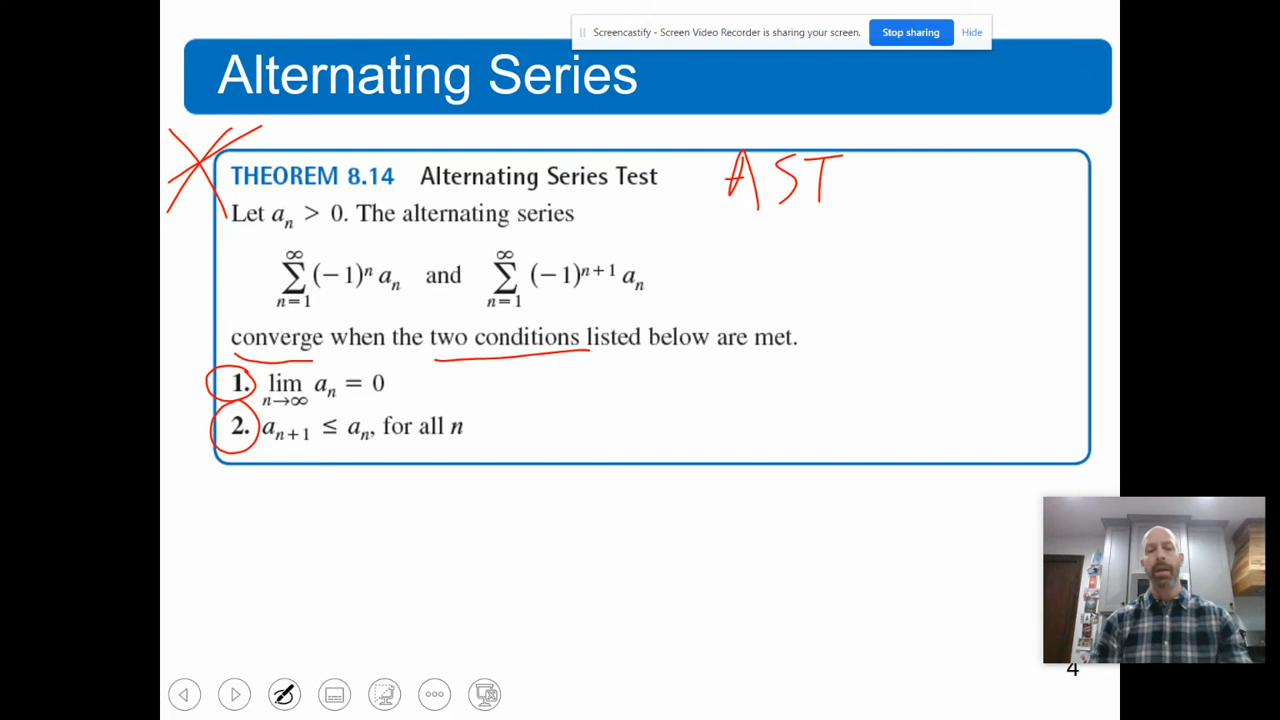 Screencastify - Screen Video Recorder is sharing your screen. Stop sharing Hide
Alternating Series
THEOREM 8.14 Alternating Series Test AST
Let aₙ > 0. The alternating series
∑_{n=1}^{∞} (−1)ⁿ aₙ and ∑_{n=1}^{∞} (−1)ⁿ⁺¹ aₙ
converge when the two conditions listed below are met.
1. lim_{n→∞} aₙ = 0
2. aₙ₊₁ ≤ aₙ, for all n
4